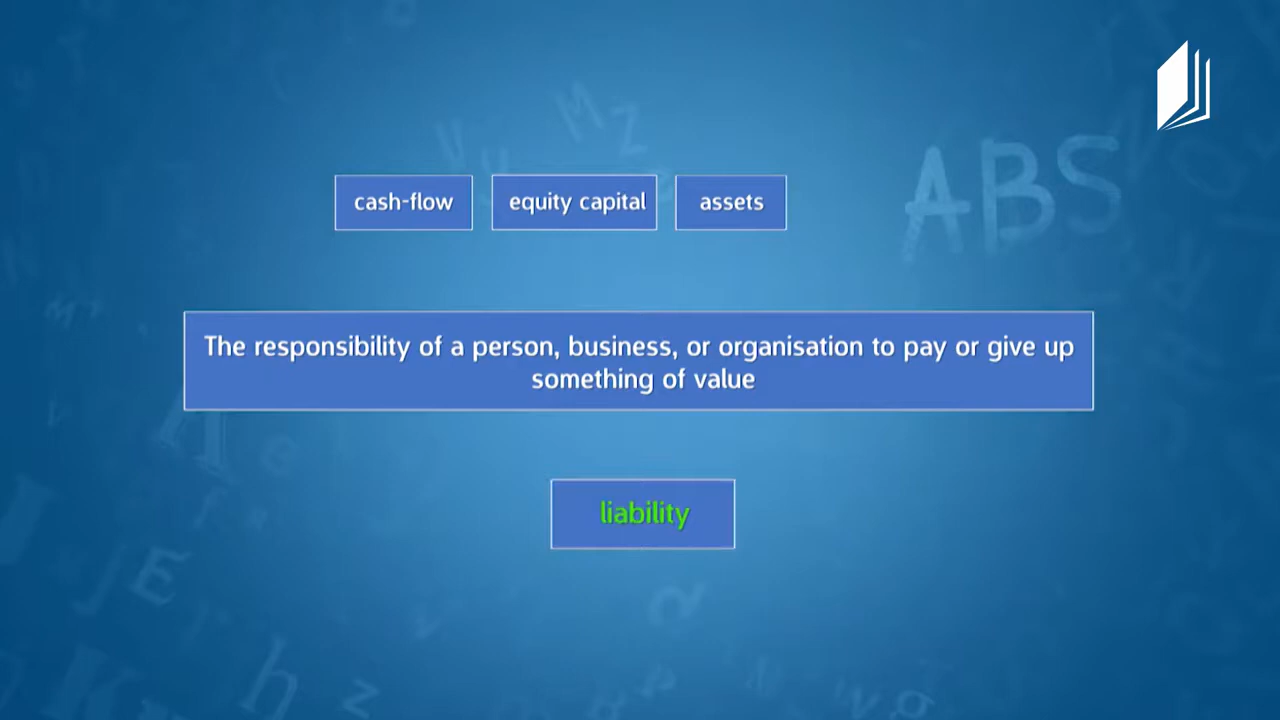 cash-flow equity capital assets
The responsibility of a person, business, or organisation to pay or give up
something of value
liability
ABS